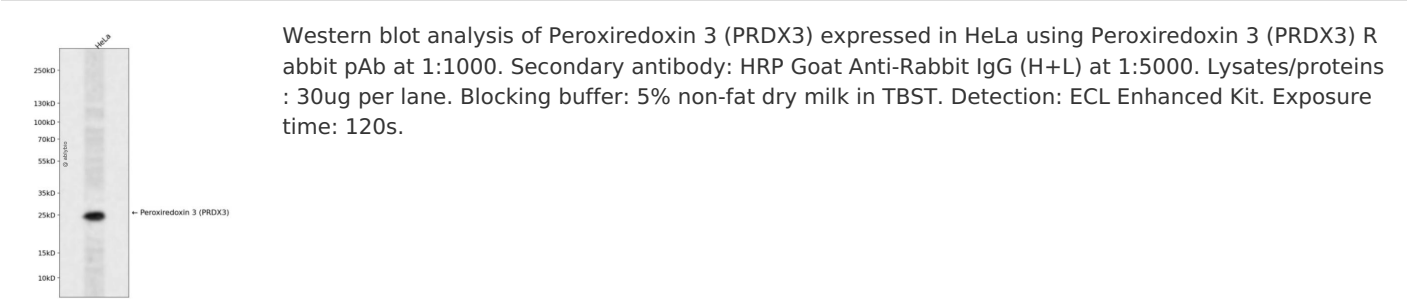 HeLa
250kD
130kD
100kD
70kD
55kD
35kD
25kD
15kD
10kD
← Peroxiredoxin 3 (PRDX3)
Western blot analysis of Peroxiredoxin 3 (PRDX3) expressed in HeLa using Peroxiredoxin 3 (PRDX3) R
abbit pAb at 1:1000. Secondary antibody: HRP Goat Anti-Rabbit IgG (H+L) at 1:5000. Lysates/proteins
: 30ug per lane. Blocking buffer: 5% non-fat dry milk in TBST. Detection: ECL Enhanced Kit. Exposure
time: 120s.